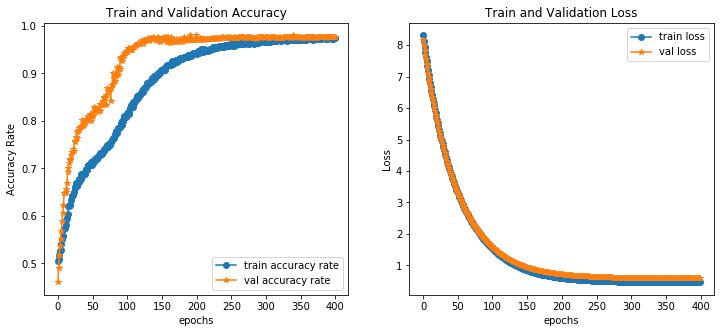 Train and Validation Accuracy
1.0
0.9
0.8
0.7
0.6
0.5
Accuracy Rate
0 50 100 150 200 250 300 350 400
epochs
train accuracy rate
val accuracy rate
Train and Validation Loss
8
7
6
5
4
3
2
1
Loss
0 50 100 150 200 250 300 350 400
epochs
train loss
val loss